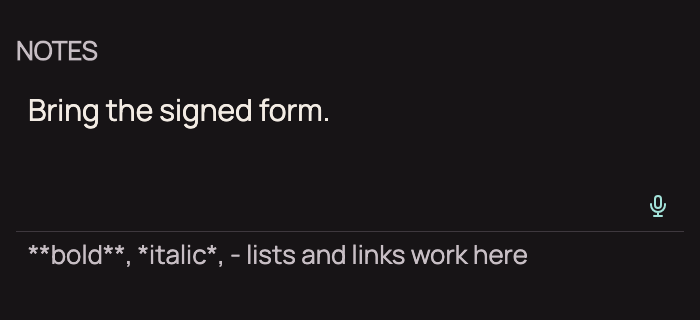 NOTES
Bring the signed form.
**bold**, *italic*, - lists and links work here